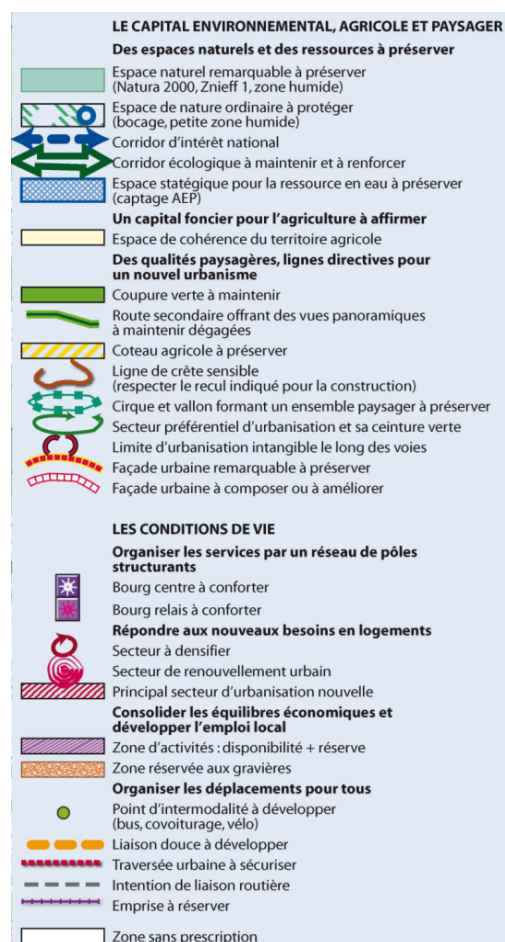 LE CAPITAL ENVIRONNEMENTAL, AGRICOLE ET PAYSAGER
Des espaces naturels et des ressources à préserver
Espace naturel remarquable à préserver
(Natura 2000, Znieff 1, zone humide)
Espace de nature ordinaire à protéger
(bocage, petite zone humide)
Corridor d'intérêt national
Corridor écologique à maintenir et à renforcer
Espace statégique pour la ressource en eau à préserver
(captage AEP)
Un capital foncier pour l'agriculture à affirmer
Espace de cohérence du territoire agricole
Des qualités paysagères, lignes directives pour
un nouvel urbanisme
Coupure verte à maintenir
Route secondaire offrant des vues panoramiques
à maintenir dégagées
Coteau agricole à préserver
Ligne de crête sensible
(respecter le recul indiqué pour la construction)
Cirque et vallon formant un ensemble paysager à préserver
Secteur préférentiel d'urbanisation et sa ceinture verte
Limite d'urbanisation intangible le long des voies
Façade urbaine remarquable à préserver
Façade urbaine à composer ou à améliorer
LES CONDITIONS DE VIE
Organiser les services par un réseau de pôles
structurants
Bourg centre à conforter
Bourg relais à conforter
Répondre aux nouveaux besoins en logements
Secteur à densifier
Secteur de renouvellement urbain
Principal secteur d'urbanisation nouvelle
Consolider les équilibres économiques et
développer l'emploi local
Zone d'activités : disponibilité + réserve
Zone réservée aux gravières
Organiser les déplacements pour tous
Point d'intermodalité à développer
(bus, covoiturage, vélo)
Liaison douce à développer
Traversée urbaine à sécuriser
Intention de liaison routière
Emprise à réserver
Zone sans prescription